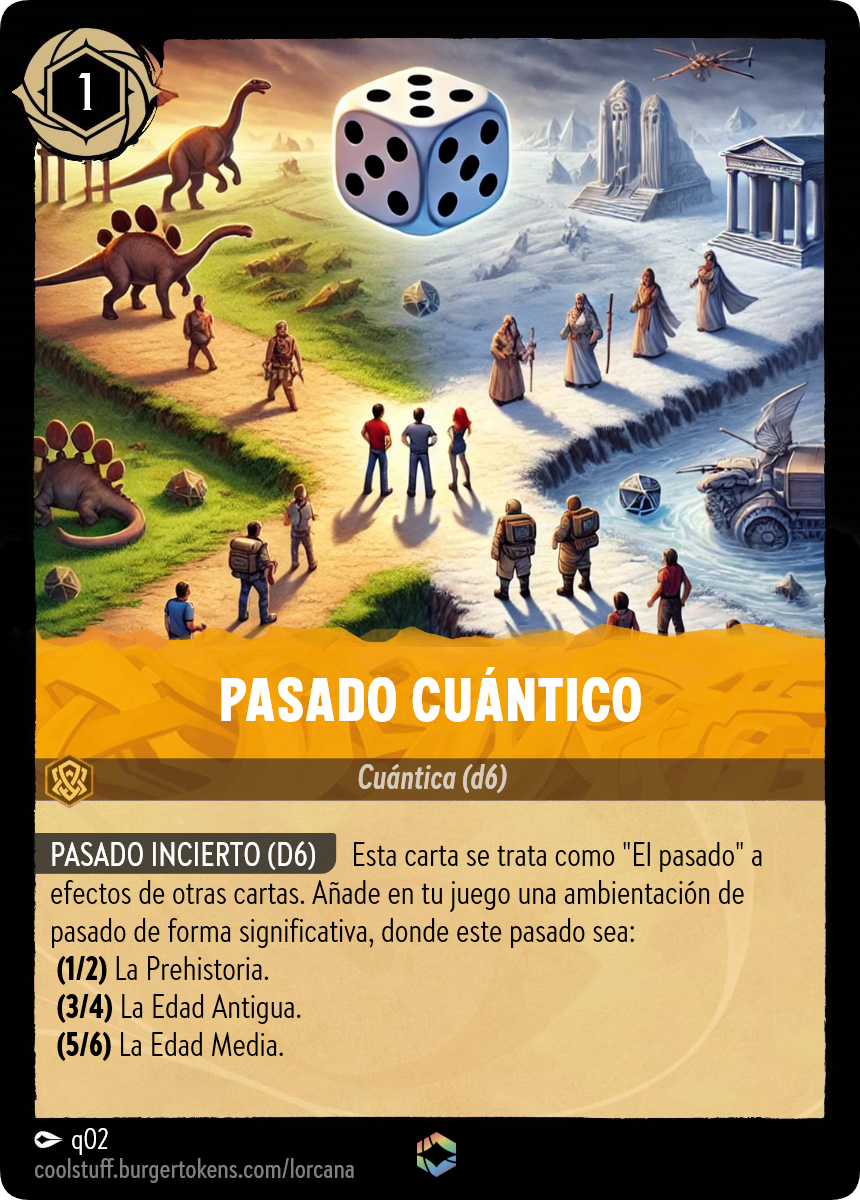 1
PASADO CUÁNTICO
Cuántica (d6)
PASADO INCIERTO (D6) Esta carta se trata como "El pasado" a
efectos de otras cartas. Añade en tu juego una ambientación de
pasado de forma significativa, donde este pasado sea:
(1/2) La Prehistoria.
(3/4) La Edad Antigua.
(5/6) La Edad Media.
q02
coolstuff.burgertokens.com/lorcana